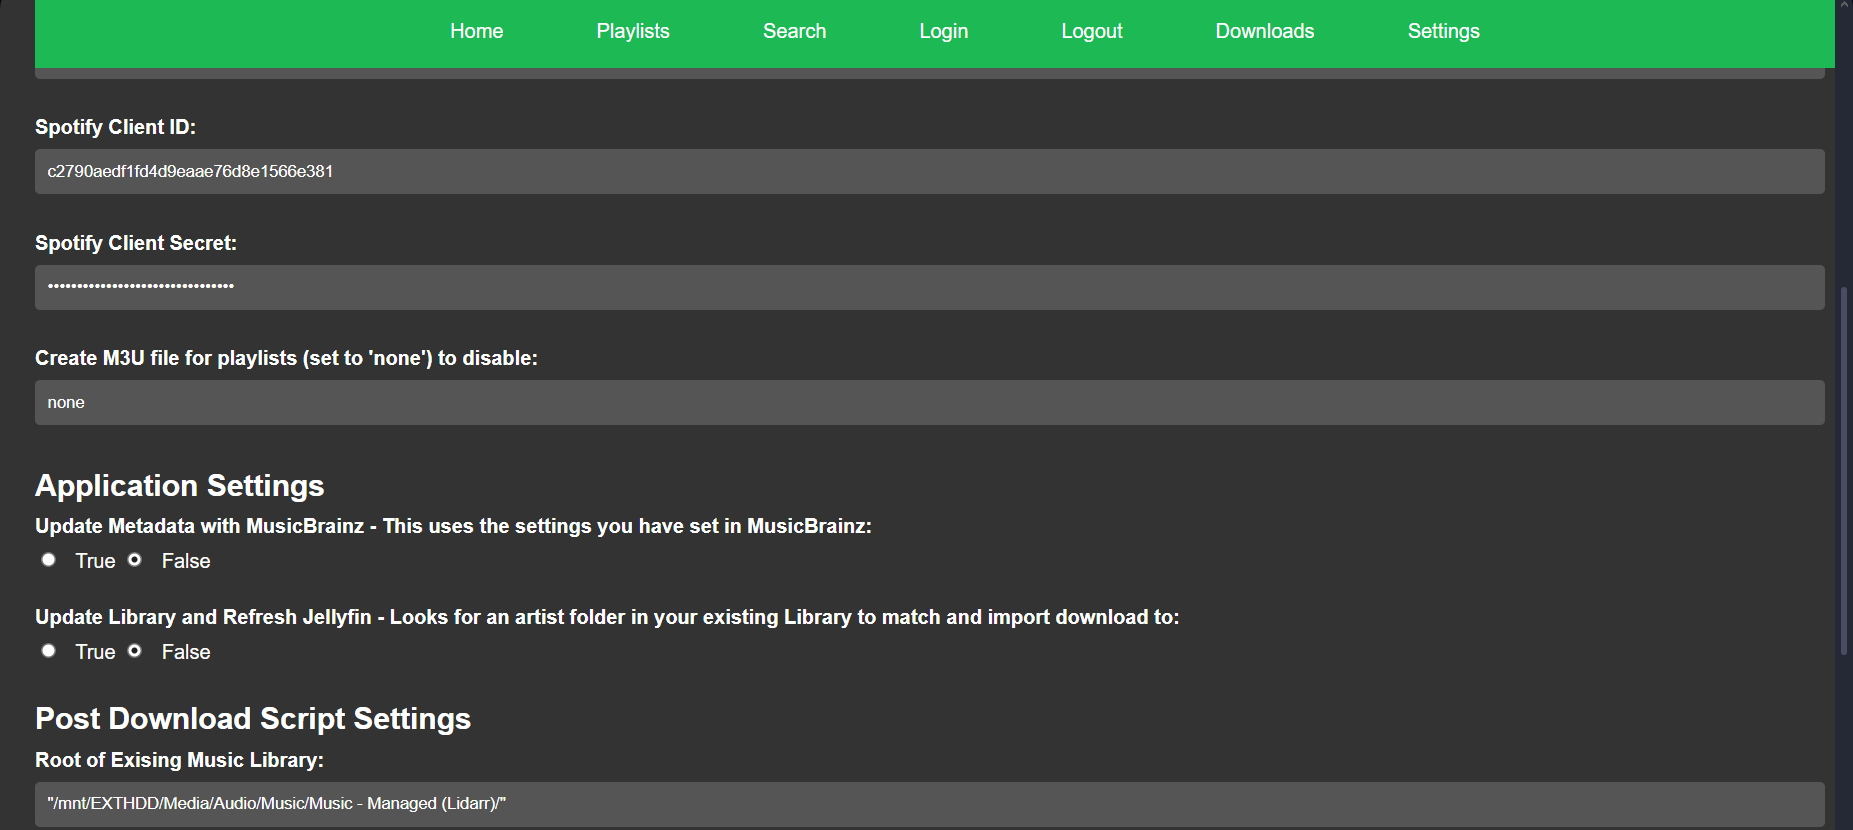 Home Playlists Search Login Logout Downloads Settings
Spotify Client ID:
c2790aedf1fd4d9eaae76d8e1566e381
Spotify Client Secret:
••••••••••••••••••••••••••••••••
Create M3U file for playlists (set to 'none') to disable:
none
Application Settings
Update Metadata with MusicBrainz - This uses the settings you have set in MusicBrainz:
True False
Update Library and Refresh Jellyfin - Looks for an artist folder in your existing Library to match and import download to:
True False
Post Download Script Settings
Root of Exising Music Library:
"/mnt/EXTHDD/Media/Audio/Music/Music - Managed (Lidarr)/"